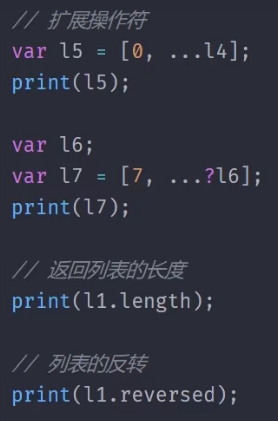 // 扩展操作符
var l5 = [0, ...l4];
print(l5);
var l6;
var l7 = [7, ...?l6];
print(l7);
// 返回列表的长度
print(l1.length);
// 列表的反转
print(l1.reversed);